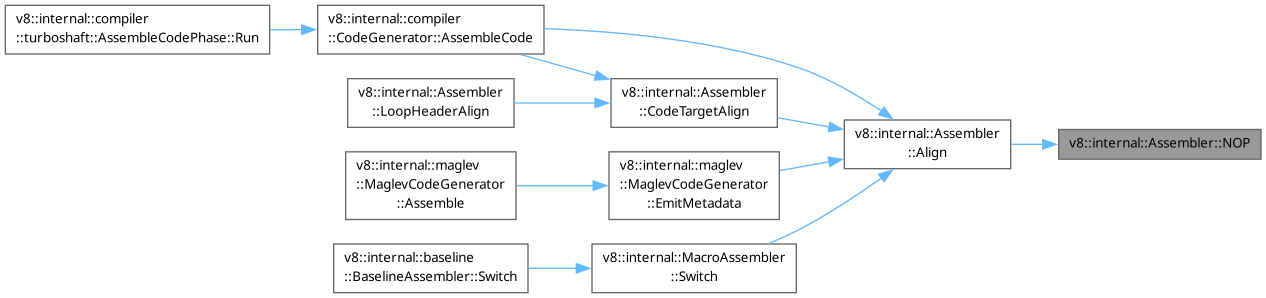 v8::internal::compiler
::turboshaft::AssembleCodePhase::Run
v8::internal::compiler
::CodeGenerator::AssembleCode
v8::internal::Assembler
::LoopHeaderAlign
v8::internal::Assembler
::CodeTargetAlign
v8::internal::Assembler
::Align
v8::internal::Assembler::NOP
v8::internal::maglev
::MaglevCodeGenerator
::Assemble
v8::internal::maglev
::MaglevCodeGenerator
::EmitMetadata
v8::internal::baseline
::BaselineAssembler::Switch
v8::internal::MacroAssembler
::Switch